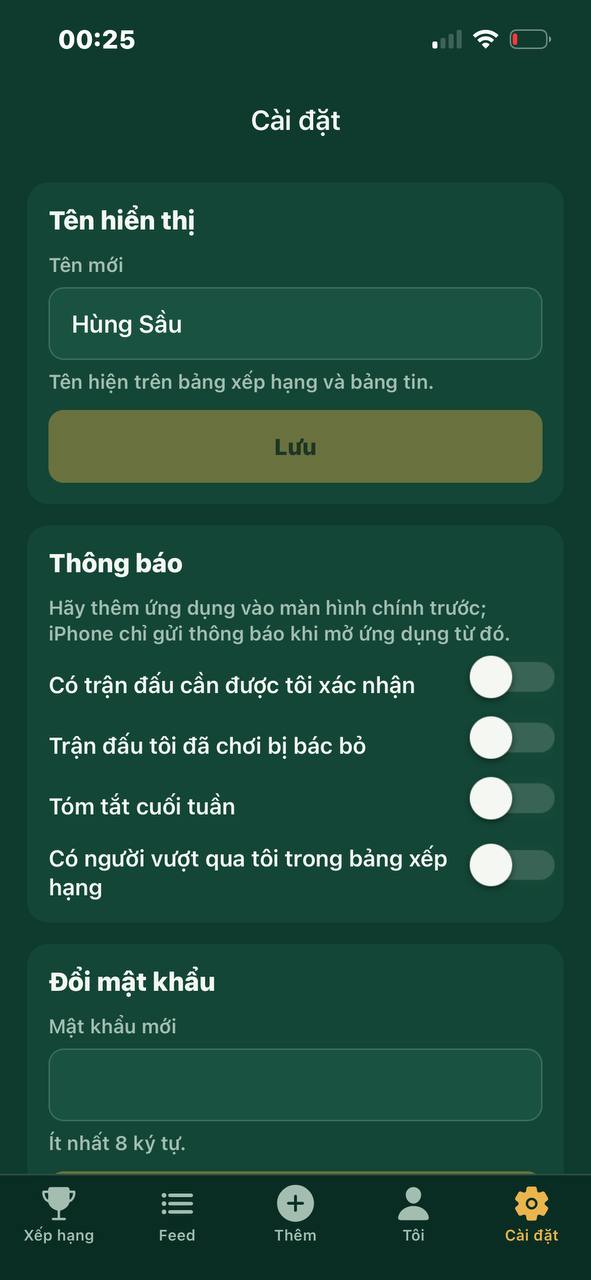 00:25
Cài đặt
Tên hiển thị
Tên mới
Hùng Sầu
Tên hiện trên bảng xếp hạng và bảng tin.
Lưu
Thông báo
Hãy thêm ứng dụng vào màn hình chính trước;
iPhone chỉ gửi thông báo khi mở ứng dụng từ đó.
Có trận đấu cần được tôi xác nhận
Trận đấu tôi đã chơi bị bác bỏ
Tóm tắt cuối tuần
Có người vượt qua tôi trong bảng xếp
hạng
Đổi mật khẩu
Mật khẩu mới
Ít nhất 8 ký tự.
Xếp hạng
Feed
Thêm
Tôi
Cài đặt